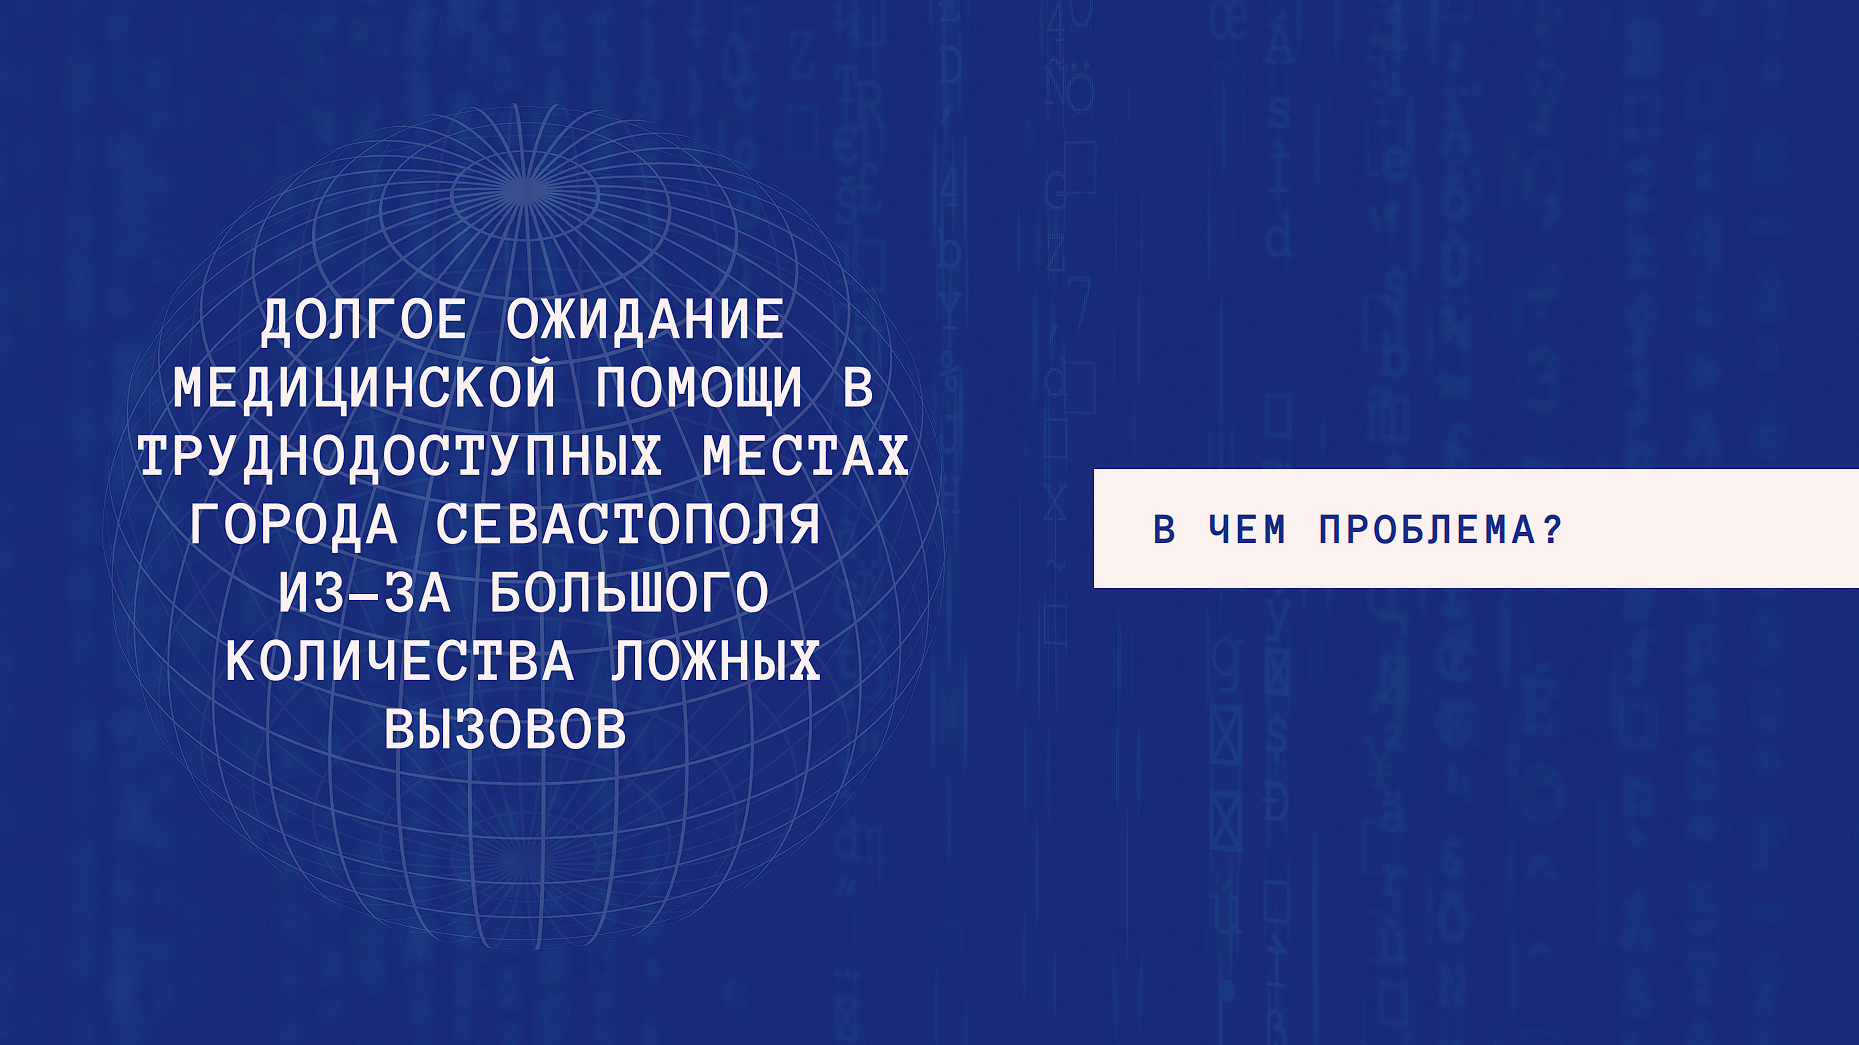 ДОЛГОЕ ОЖИДАНИЕ
МЕДИЦИНСКОЙ ПОМОЩИ В
ТРУДНОДОСТУПНЫХ МЕСТАХ
ГОРОДА СЕВАСТОПОЛЯ
ИЗ-ЗА БОЛЬШОГО
КОЛИЧЕСТВА ЛОЖНЫХ
ВЫЗОВОВ
В ЧЕМ ПРОБЛЕМА?